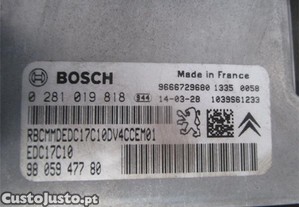 BOSCH
Made in France
0 281 019 818
9666729680 1335 0058
14-03-28 1039S61233
RBCMMDEDC17C10DV4CCEM01
EDC17C10
98 059 477 80
CustoJusto.pt